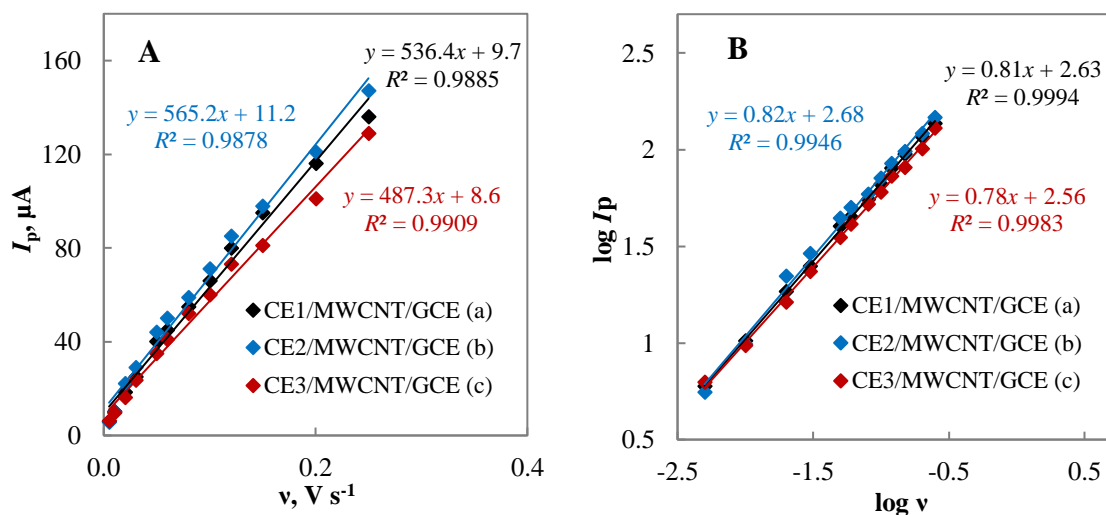 A
y = 536.4x + 9.7
R² = 0.9885
y = 565.2x + 11.2
R² = 0.9878
y = 487.3x + 8.6
R² = 0.9909
CE1/MWCNT/GCE (a)
CE2/MWCNT/GCE (b)
CE3/MWCNT/GCE (c)
160
120
80
40
0
Ip, µA
0.0
0.2
0.4
ν, V s⁻¹
B
y = 0.81x + 2.63
R² = 0.9994
y = 0.82x + 2.68
R² = 0.9946
y = 0.78x + 2.56
R² = 0.9983
CE1/MWCNT/GCE (a)
CE2/MWCNT/GCE (b)
CE3/MWCNT/GCE (c)
2.5
2
1.5
1
0.5
log Ip
-2.5
-1.5
-0.5
0.5
log ν